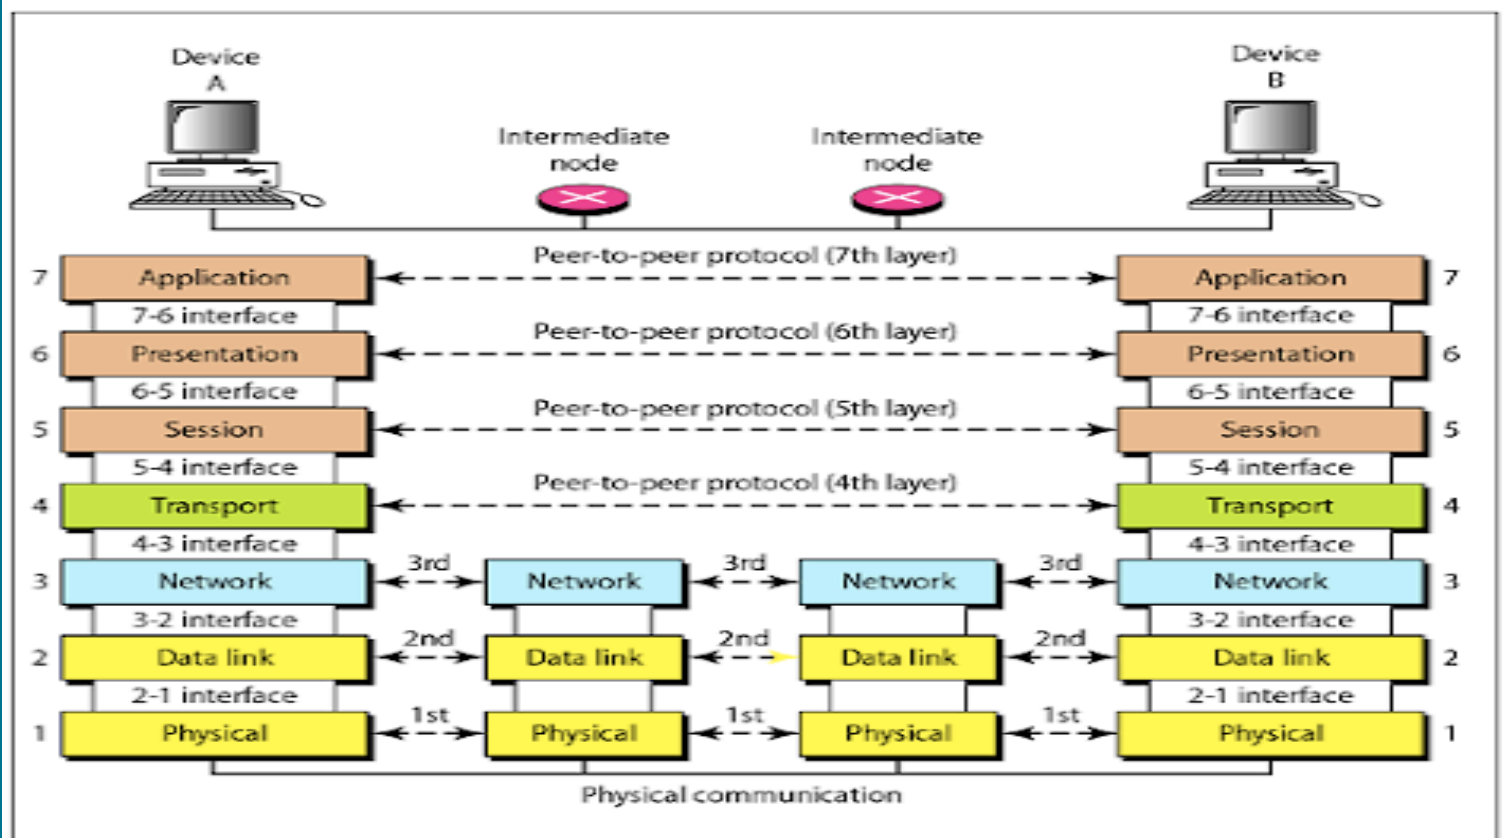 Device
A
Device
B
Intermediate
node
Intermediate
node
Peer-to-peer protocol (7th layer)
7 Application Application 7
7-6 interface 7-6 interface
Peer-to-peer protocol (6th layer)
6 Presentation Presentation 6
6-5 interface 6-5 interface
Peer-to-peer protocol (5th layer)
5 Session Session 5
5-4 interface 5-4 interface
Peer-to-peer protocol (4th layer)
4 Transport Transport 4
4-3 interface 4-3 interface
3rd 3rd 3rd
3 Network Network Network Network 3
3-2 interface 3-2 interface
2nd 2nd 2nd
2 Data link Data link Data link Data link 2
2-1 interface 2-1 interface
1st 1st 1st
1 Physical Physical Physical Physical 1
Physical communication